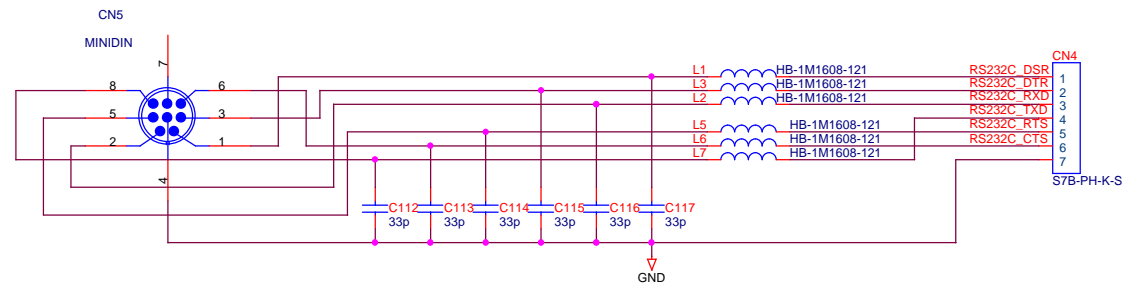 CN5
MINIDIN
7
8
6
5
3
2
1
4
L1
HB-1M1608-121
L3
HB-1M1608-121
L2
HB-1M1608-121
L5
HB-1M1608-121
L6
HB-1M1608-121
L7
HB-1M1608-121
CN4
RS232C_DSR
1
RS232C_DTR
2
RS232C_RXD
3
RS232C_TXD
4
RS232C_RTS
5
RS232C_CTS
6
7
S7B-PH-K-S
C112
33p
C113
33p
C114
33p
C115
33p
C116
33p
C117
33p
GND